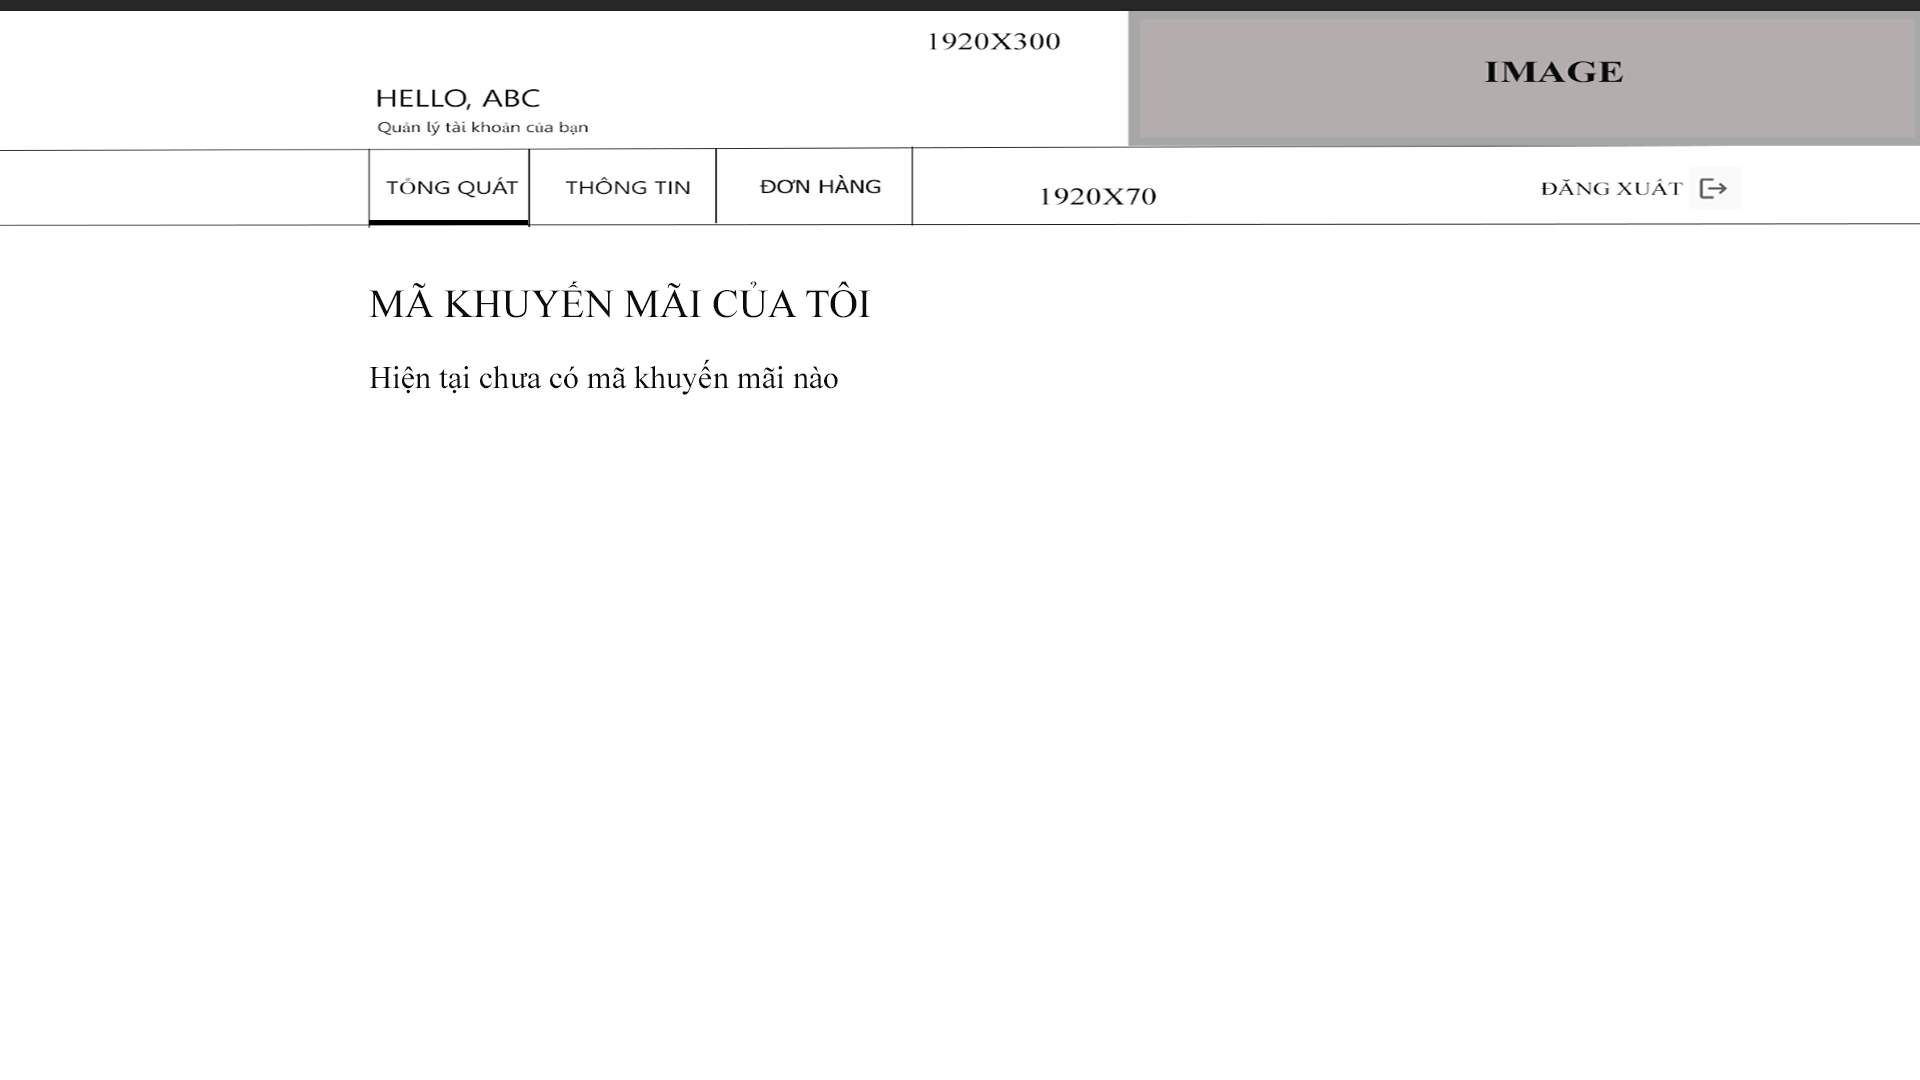 1920X300
IMAGE
HELLO, ABC
Quản lý tài khoản của bạn
TỔNG QUÁT
THÔNG TIN
ĐƠN HÀNG
1920X70
ĐĂNG XUẤT
MÃ KHUYẾN MÃI CỦA TÔI
Hiện tại chưa có mã khuyến mãi nào